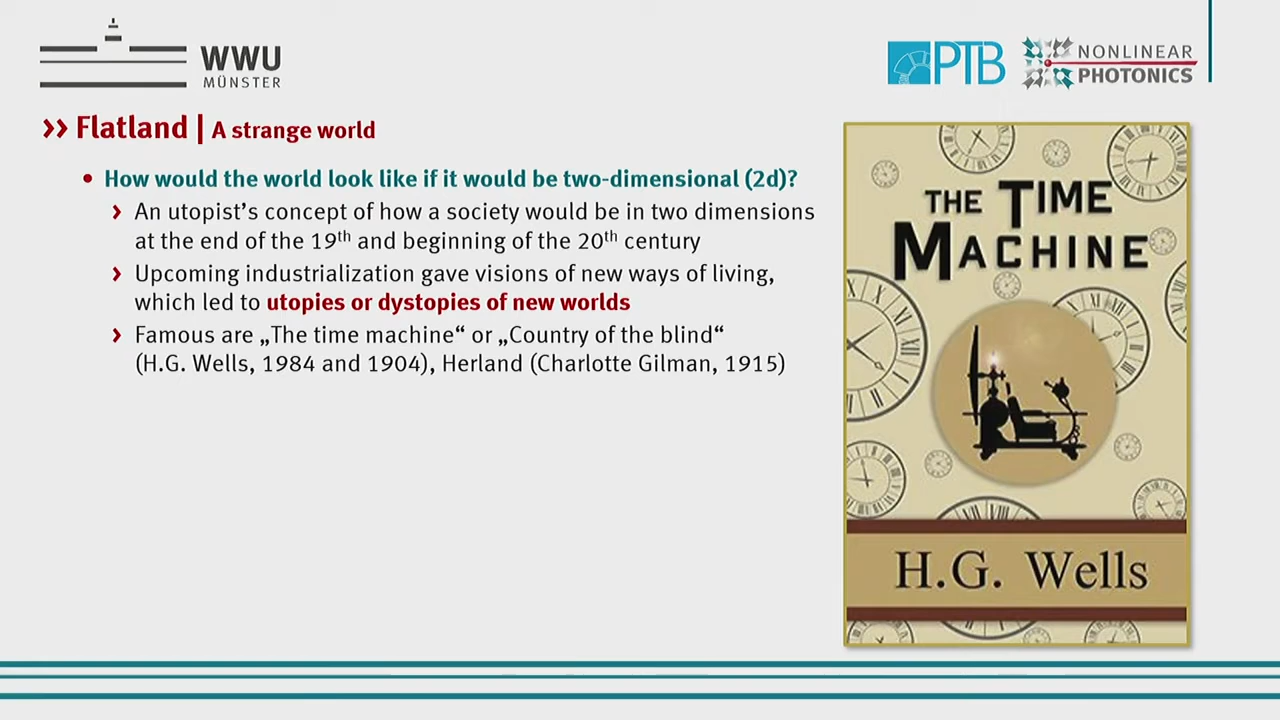 WWU
MÜNSTER
PTB
NONLINEAR
PHOTONICS
›› Flatland | A strange world
• How would the world look like if it would be two-dimensional (2d)?
› An utopist's concept of how a society would be in two dimensions
at the end of the 19th and beginning of the 20th century
› Upcoming industrialization gave visions of new ways of living,
which led to utopies or dystopies of new worlds
› Famous are „The time machine“ or „Country of the blind“
(H.G. Wells, 1984 and 1904), Herland (Charlotte Gilman, 1915)
THE TIME
MACHINE
H.G. Wells